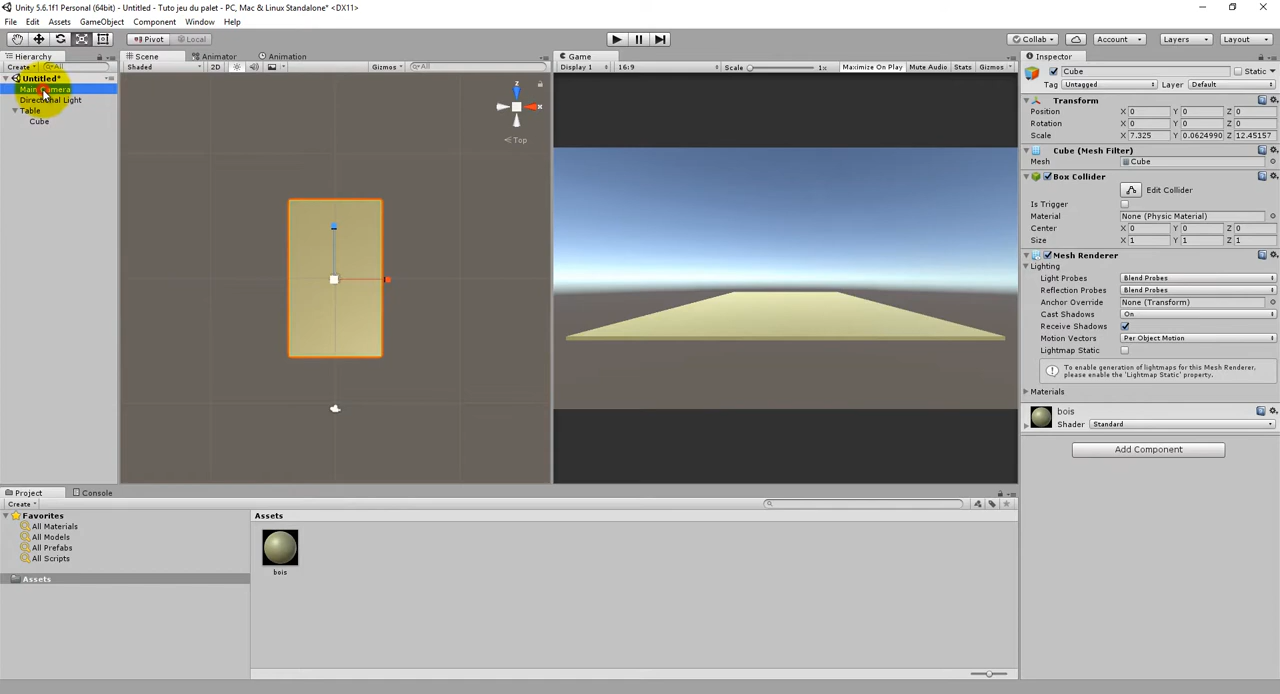 Unity 5.6.1f1 Personal (64bit) - Untitled - Tuto jeu du palet - PC, Mac & Linux Standalone* <DX11>
File Edit Assets GameObject Component Window Help
Pivot Local Collab Account Layers Layout
Hierarchy Scene Animator Animation Game Inspector
Create All Shaded 2D Gizmos All Display 1 16:9 Scale 1x Maximize On Play Mute Audio Stats Gizmos
Cube Static
Untitled*
Tag Untagged Layer Default
Main Camera
Directional Light
Table
Cube
z
x
Top
Transform
Position X 0 Y 0 Z 0
Rotation X 0 Y 0 Z 0
Scale X 7.325 Y 0.0624990 Z 12.45157
Cube (Mesh Filter)
Mesh Cube
Box Collider
Edit Collider
Is Trigger
Material None (Physic Material)
Center X 0 Y 0 Z 0
Size X 1 Y 1 Z 1
Mesh Renderer
Lighting
Light Probes Blend Probes
Reflection Probes Blend Probes
Anchor Override None (Transform)
Cast Shadows On
Receive Shadows
Motion Vectors Per Object Motion
Lightmap Static
To enable generation of lightmaps for this Mesh Renderer, please enable the 'Lightmap Static' property.
Materials
bois
Shader Standard
Add Component
Project Console
Create
Favorites
All Materials
All Models
All Prefabs
All Scripts
Assets
Assets
bois